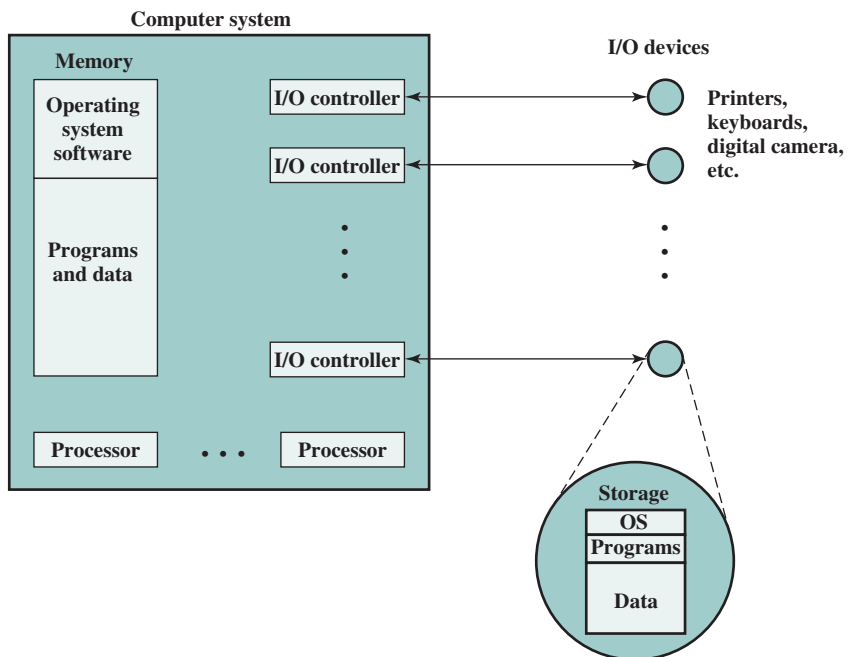 Computer system
Memory
Operating
system
software
Programs
and data
I/O controller
I/O controller
I/O controller
Processor
Processor
I/O devices
Printers,
keyboards,
digital camera,
etc.
Storage
OS
Programs
Data